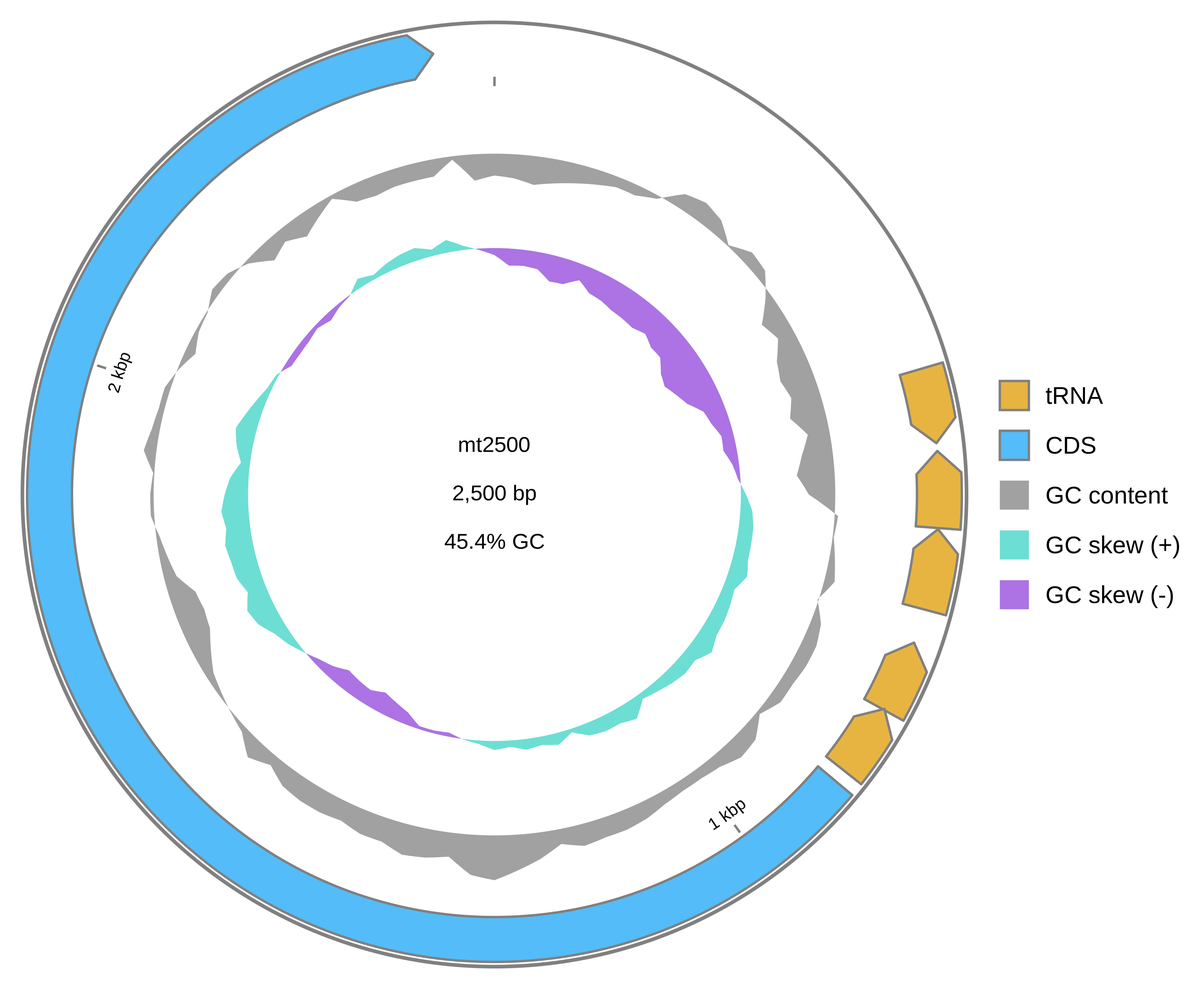 2 kbp
mt2500
2,500 bp
45.4% GC
1 kbp
tRNA
CDS
GC content
GC skew (+)
GC skew (-)